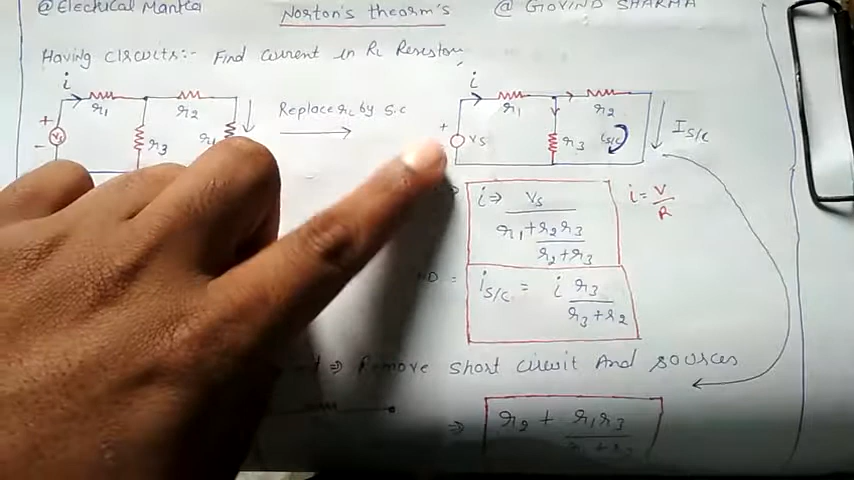 @Electrical Mantra Norton's thearm's @ GOVIND SHARMA
Having Circuits:- Find Current in RL Resistor
i
r1 r2
+
-
r3
Replace rL by S.C
i
r1 r2
+ VS
r3 is/c
IS/C
i ⇒ VS / r1 + r2r3 / r2+r3
i = V / R
is/c = i r3 / r3 + r2
⇒ Remove short circuit And sources
⇒ r2 + r1r3